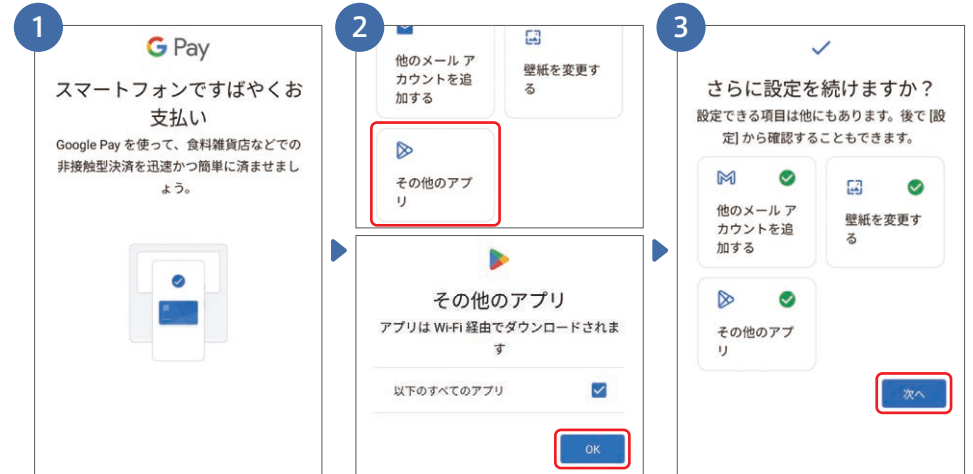 1
G Pay
スマートフォンですばやくお
支払い
Google Pay を使って、食料雑貨店などでの
非接触型決済を迅速かつ簡単に済ませまし
ょう。
2
他のメール ア
カウントを追
加する
壁紙を変更す
る
その他のアプ
リ
その他のアプリ
アプリは Wi-Fi 経由でダウンロードされま
す
以下のすべてのアプリ
OK
3
さらに設定を続けますか？
設定できる項目は他にもあります。後で [設
定] から確認することもできます。
他のメール ア
カウントを追
加する
壁紙を変更す
る
その他のアプ
リ
次へ